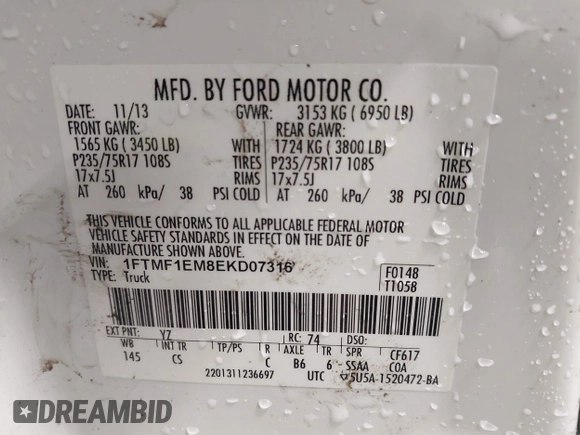 MFD. BY FORD MOTOR CO.
DATE: 11/13 GVWR: 3153 KG ( 6950 LB)
FRONT GAWR: REAR GAWR:
1565 KG ( 3450 LB) WITH 1724 KG ( 3800 LB) WITH
P235/75R17 108S TIRES P235/75R17 108S TIRES
17x7.5J RIMS 17x7.5J RIMS
AT 260 kPa/ 38 PSI COLD AT 260 kPa/ 38 PSI COLD
THIS VEHICLE CONFORMS TO ALL APPLICABLE FEDERAL MOTOR
VEHICLE SAFETY STANDARDS IN EFFECT ON THE DATE OF
MANUFACTURE SHOWN ABOVE.
VIN: 1FTMF1EM8EKD07316 F0148
TYPE: Truck T1058
EXT PNT: YZ RC: 74 DSO:
WB INT TR TP/PS R AXLE TR SPR CF617
145 CS C B6 6 SSAA COA
2201311236697 UTC 5U5A-1520472-BA
DREAMBID